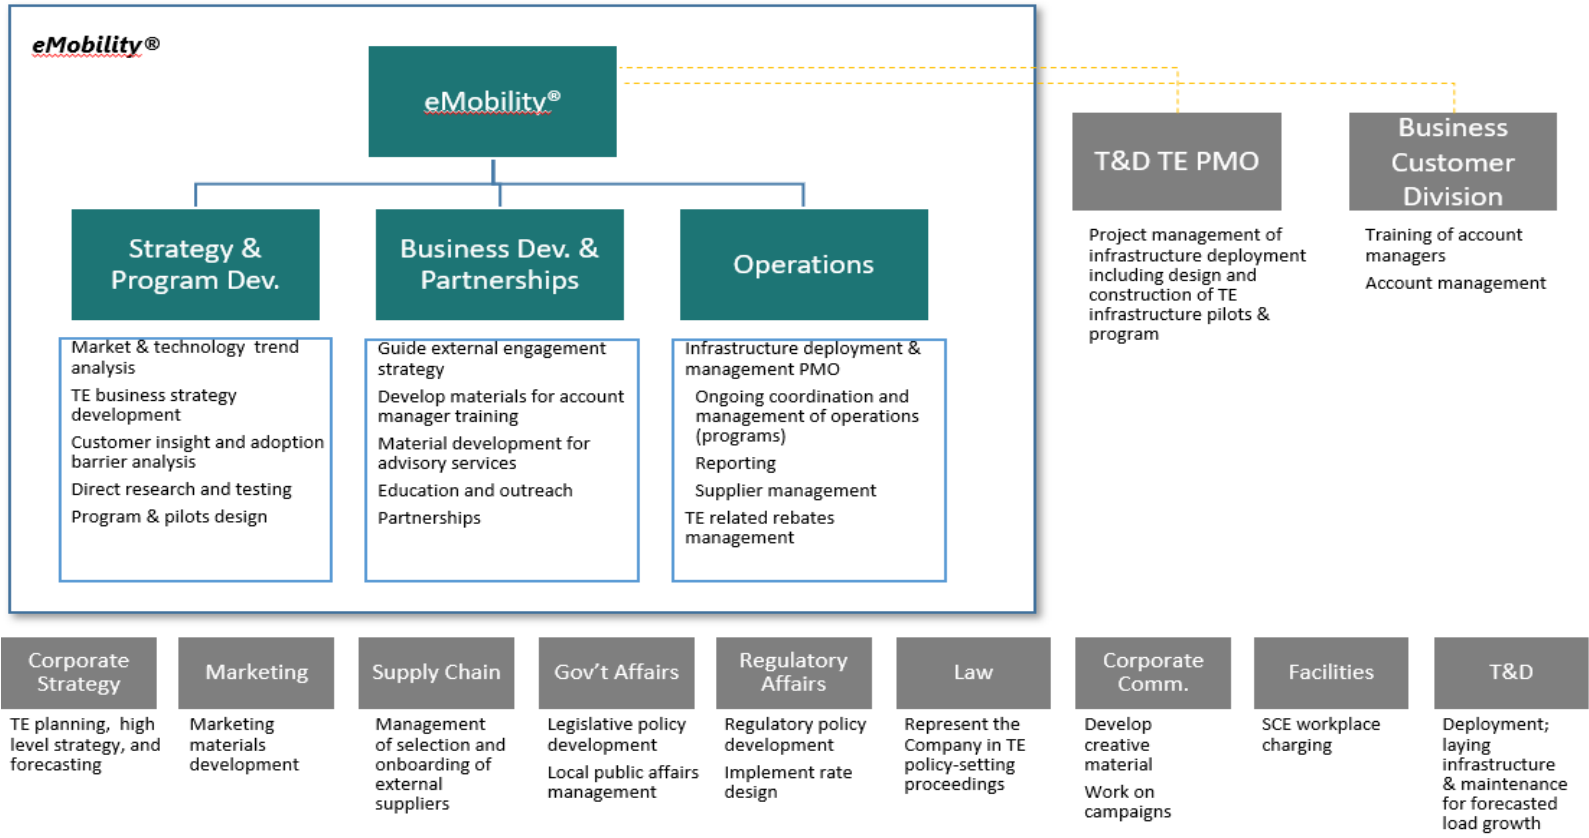 eMobility®
eMobility®
T&D TE PMO
Business
Customer
Division
Project management of
infrastructure deployment
including design and
construction of TE
infrastructure pilots &
program
Training of account
managers
Account management
Strategy &
Program Dev.
Business Dev. &
Partnerships
Operations
Market & technology trend
analysis
TE business strategy
development
Customer insight and adoption
barrier analysis
Direct research and testing
Program & pilots design
Guide external engagement
strategy
Develop materials for account
manager training
Material development for
advisory services
Education and outreach
Partnerships
Infrastructure deployment &
management PMO
Ongoing coordination and
management of operations
(programs)
Reporting
Supplier management
TE related rebates
management
Corporate
Strategy
TE planning, high
level strategy, and
forecasting
Marketing
Marketing
materials
development
Supply Chain
Management
of selection and
onboarding of
external
suppliers
Gov't Affairs
Legislative policy
development
Local public affairs
management
Regulatory
Affairs
Regulatory policy
development
Implement rate
design
Law
Represent the
Company in TE
policy-setting
proceedings
Corporate
Comm.
Develop
creative
material
Work on
campaigns
Facilities
SCE workplace
charging
T&D
Deployment;
laying
infrastructure
& maintenance
for forecasted
load growth